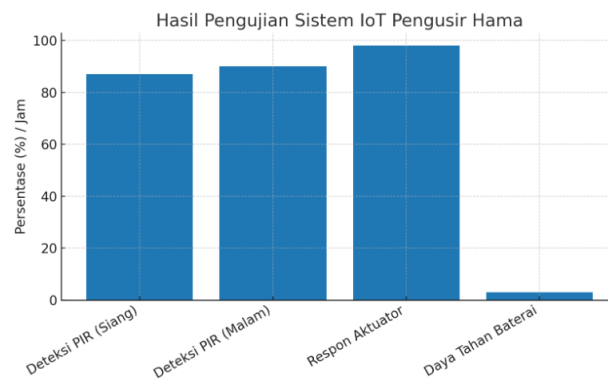 Hasil Pengujian Sistem IoT Pengusir Hama
Persentase (%) / Jam
100
80
60
40
20
0
Deteksi PIR (Siang)
Deteksi PIR (Malam)
Respon Aktuator
Daya Tahan Baterai